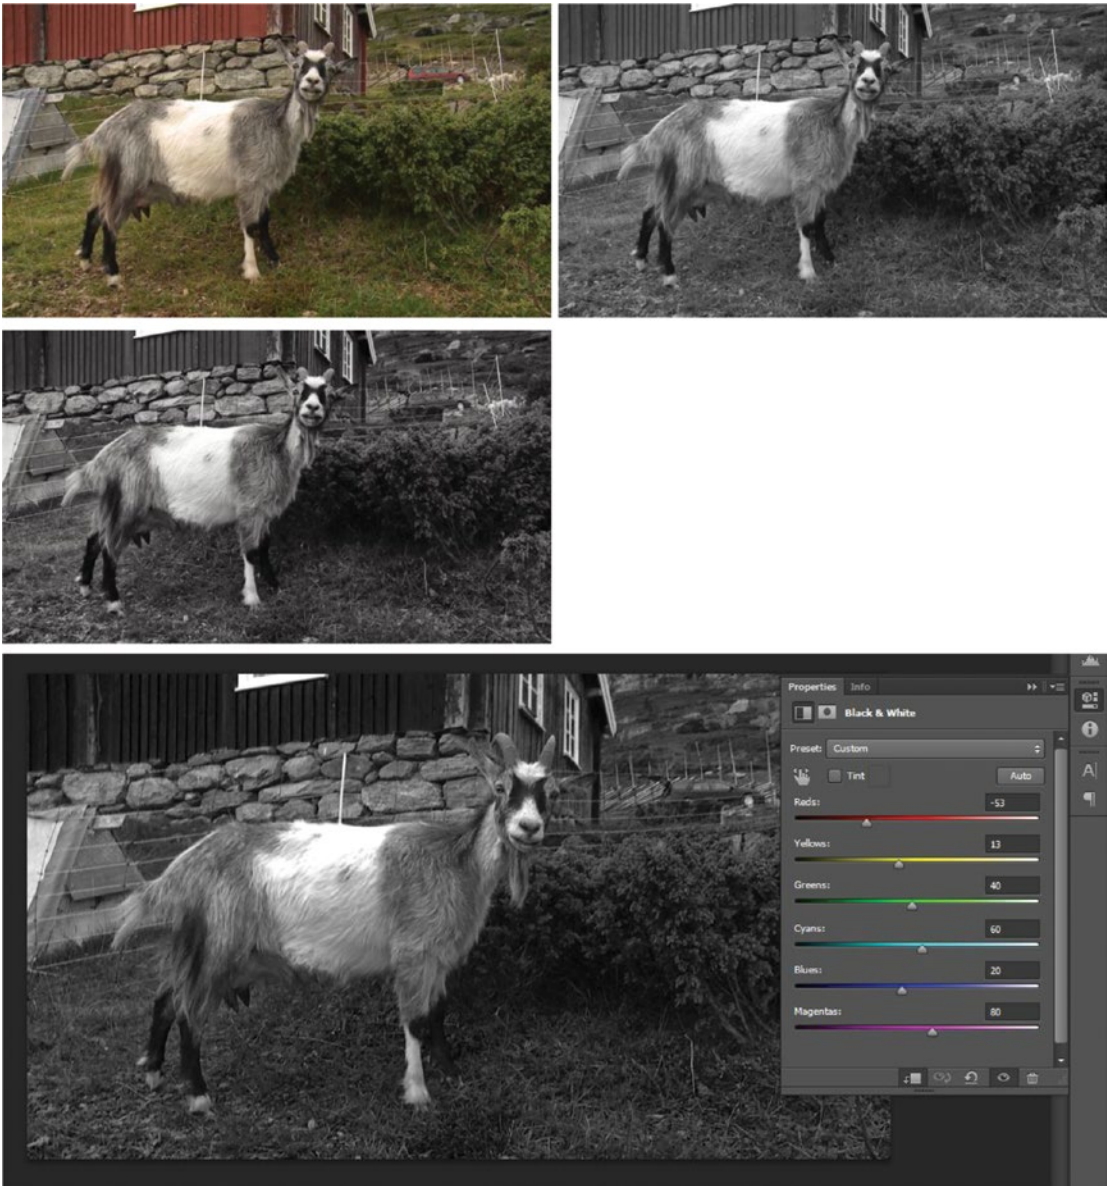 Properties Info
Black & White
Preset: Custom
Tint Auto
Reds: -53
Yellows: 13
Greens: 40
Cyans: 60
Blues: 20
Magentas: 80
A